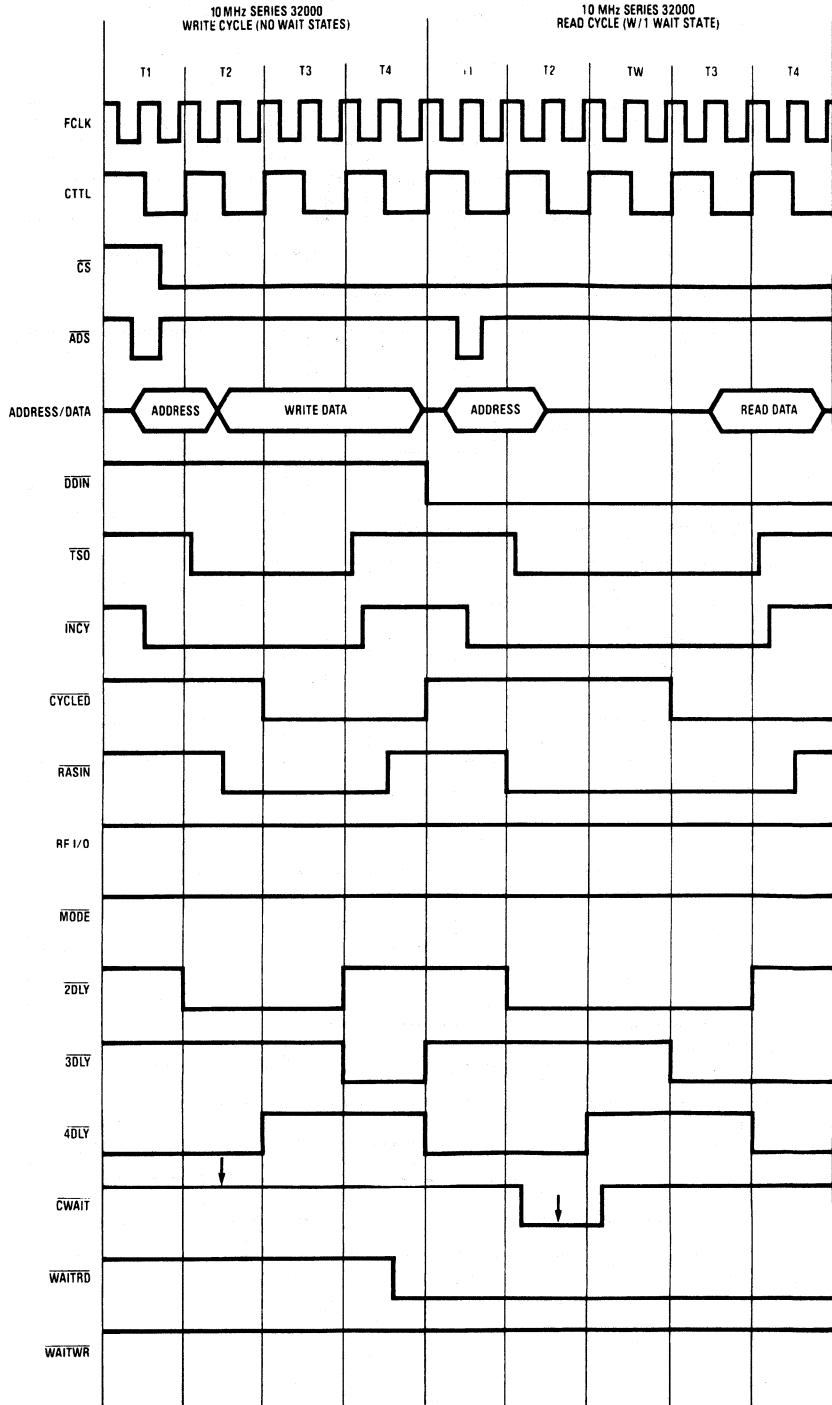 10 MHz SERIES 32000
WRITE CYCLE (NO WAIT STATES)
10 MHz SERIES 32000
READ CYCLE (W/1 WAIT STATE)
T1 T2 T3 T4 T2 TW T3 T4
FCLK
CTTL
CS
ADS
ADDRESS/DATA ADDRESS WRITE DATA ADDRESS READ DATA
DDIN
TSO
INCY
CYCLED
RASIN
RF I/O
MODE
2DLY
3DLY
4DLY
CWAIT
WAITRD
WAITWR